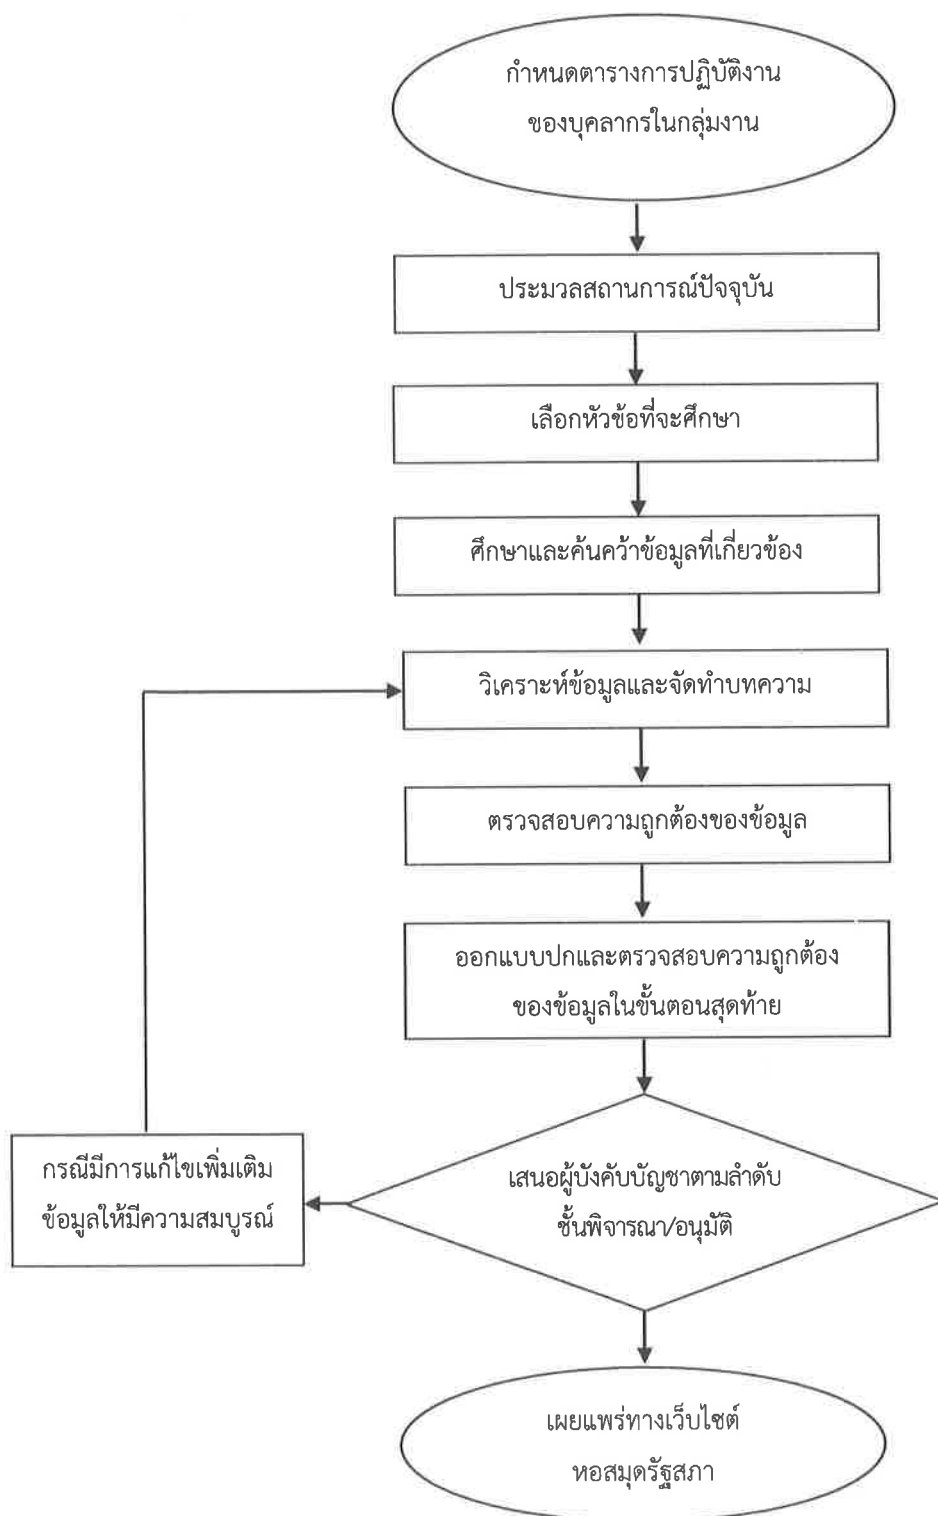 กำหนดตารางการปฏิบัติงาน
ของบุคลากรในกลุ่มงาน
ประมวลสถานการณ์ปัจจุบัน
เลือกหัวข้อที่จะศึกษา
ศึกษาและค้นคว้าข้อมูลที่เกี่ยวข้อง
วิเคราะห์ข้อมูลและจัดทำบทความ
ตรวจสอบความถูกต้องของข้อมูล
ออกแบบปกและตรวจสอบความถูกต้อง
ของข้อมูลในขั้นตอนสุดท้าย
เสนอผู้บังคับบัญชาตามลำดับ
ชั้นพิจารณา/อนุมัติ
กรณีมีการแก้ไขเพิ่มเติม
ข้อมูลให้มีความสมบูรณ์
เผยแพร่ทางเว็บไซต์
หอสมุดรัฐสภา